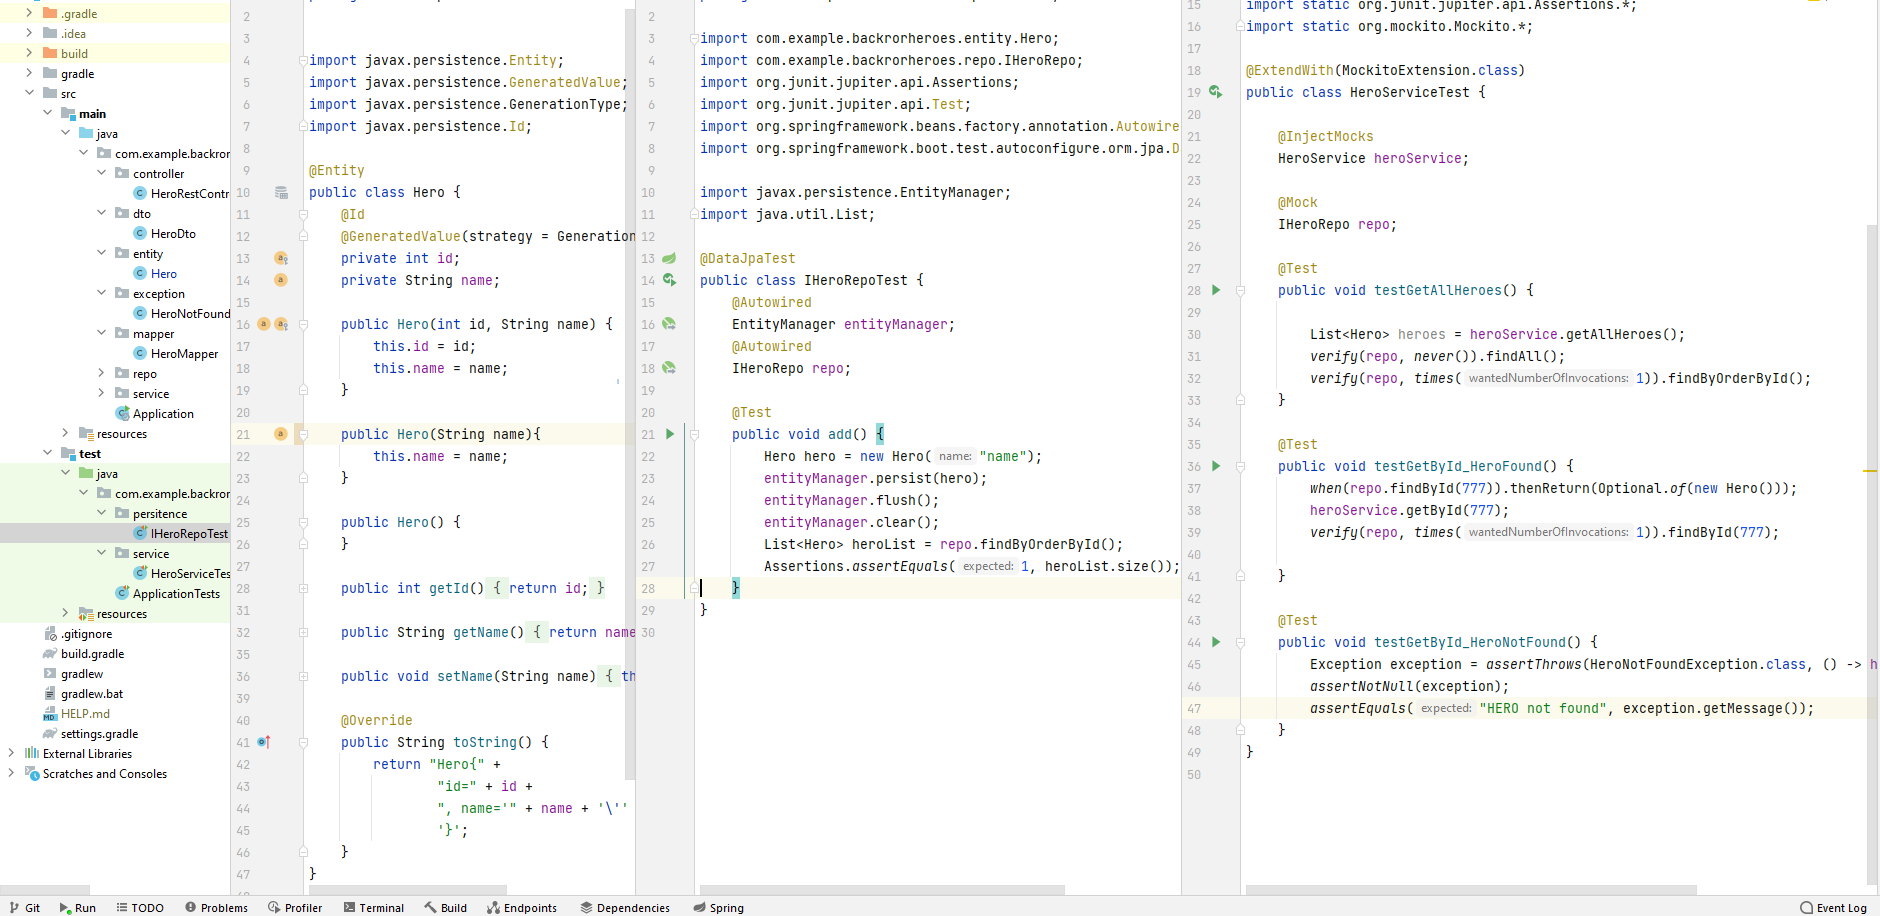 .gradle
.idea
build
gradle
src
main
java
com.example.backror
controller
HeroRestContr
dto
HeroDto
entity
Hero
exception
HeroNotFound
mapper
HeroMapper
repo
service
Application
resources
test
java
com.example.backror
persitence
IHeroRepoTest
service
HeroServiceTes
ApplicationTests
resources
.gitignore
build.gradle
gradlew
gradlew.bat
HELP.md
settings.gradle
External Libraries
Scratches and Consoles
2
3
4 import javax.persistence.Entity;
5 import javax.persistence.GeneratedValue;
6 import javax.persistence.GenerationType;
7 import javax.persistence.Id;
8
9 @Entity
10 public class Hero {
11 @Id
12 @GeneratedValue(strategy = Generation
13 private int id;
14 private String name;
15
16 public Hero(int id, String name) {
17 this.id = id;
18 this.name = name;
19 }
20
21 public Hero(String name){
22 this.name = name;
23 }
24
25 public Hero() {
26 }
27
28 public int getId() { return id; }
31
32 public String getName() { return name
35
36 public void setName(String name) { th
39
40 @Override
41 public String toString() {
42 return "Hero{" +
43 "id=" + id +
44 ", name='" + name + '\''
45 '}';
46 }
47 }
2
3 import com.example.backrorheroes.entity.Hero;
4 import com.example.backrorheroes.repo.IHeroRepo;
5 import org.junit.jupiter.api.Assertions;
6 import org.junit.jupiter.api.Test;
7 import org.springframework.beans.factory.annotation.Autowire
8 import org.springframework.boot.test.autoconfigure.orm.jpa.D
9
10 import javax.persistence.EntityManager;
11 import java.util.List;
12
13 @DataJpaTest
14 public class IHeroRepoTest {
15 @Autowired
16 EntityManager entityManager;
17 @Autowired
18 IHeroRepo repo;
19
20 @Test
21 public void add() {
22 Hero hero = new Hero( name: "name");
23 entityManager.persist(hero);
24 entityManager.flush();
25 entityManager.clear();
26 List<Hero> heroList = repo.findByOrderById();
27 Assertions.assertEquals( expected: 1, heroList.size());
28 }
29 }
30
15 import static org.junit.jupiter.api.Assertions.*;
16 import static org.mockito.Mockito.*;
17
18 @ExtendWith(MockitoExtension.class)
19 public class HeroServiceTest {
20
21 @InjectMocks
22 HeroService heroService;
23
24 @Mock
25 IHeroRepo repo;
26
27 @Test
28 public void testGetAllHeroes() {
29
30 List<Hero> heroes = heroService.getAllHeroes();
31 verify(repo, never()).findAll();
32 verify(repo, times( wantedNumberOfInvocations: 1)).findByOrderById();
33 }
34
35 @Test
36 public void testGetById_HeroFound() {
37 when(repo.findById(777)).thenReturn(Optional.of(new Hero()));
38 heroService.getById(777);
39 verify(repo, times( wantedNumberOfInvocations: 1)).findById(777);
40
41 }
42
43 @Test
44 public void testGetById_HeroNotFound() {
45 Exception exception = assertThrows(HeroNotFoundException.class, () -> h
46 assertNotNull(exception);
47 assertEquals( expected: "HERO not found", exception.getMessage());
48 }
49 }
50
Git Run TODO Problems Profiler Terminal Build Endpoints Dependencies Spring Event Log